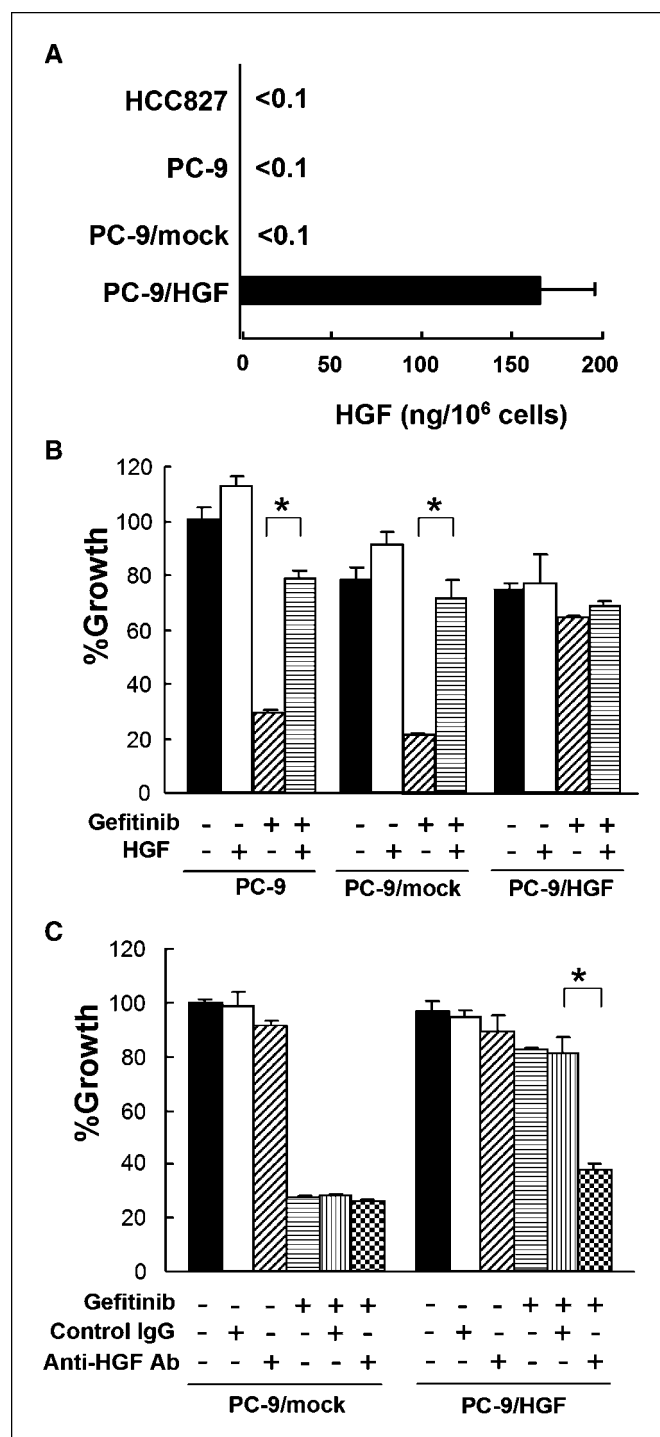 A
HCC827 <0.1
PC-9 <0.1
PC-9/mock <0.1
PC-9/HGF
0 50 100 150 200
HGF (ng/10⁶ cells)
B
%Growth
120
100
80
60
40
20
0
* *
Gefitinib - - + + - - + + - - + +
HGF - + - + - + - + - + - +
PC-9 PC-9/mock PC-9/HGF
C
%Growth
120
100
80
60
40
20
0
*
Gefitinib - - - + + + - - - + + +
Control IgG - + - - + - - + - - + -
Anti-HGF Ab - - + - - + - - + - - +
PC-9/mock PC-9/HGF